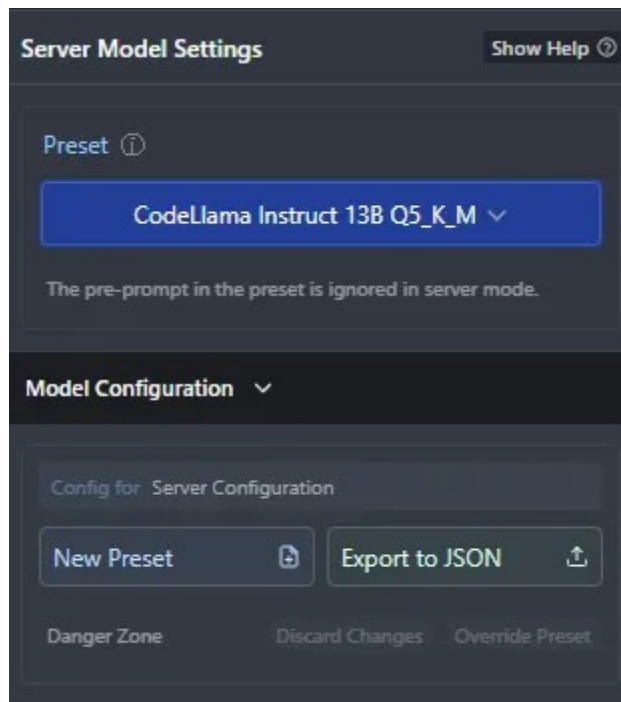 Server Model Settings
Show Help
Preset
CodeLlama Instruct 13B Q5_K_M
The pre-prompt in the preset is ignored in server mode.
Model Configuration
Config for Server Configuration
New Preset
Export to JSON
Danger Zone
Discard Changes
Override Preset